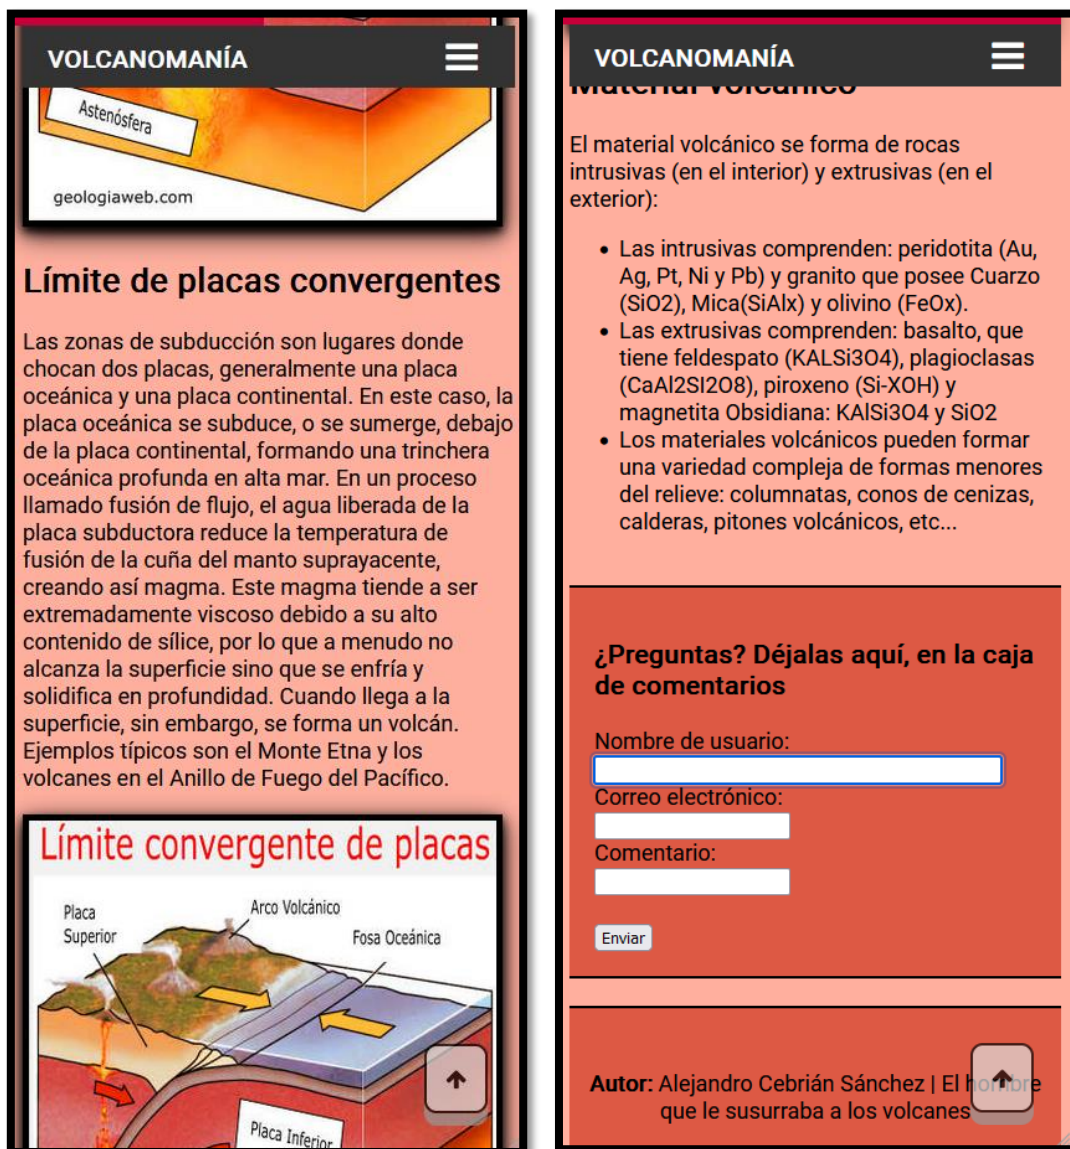 VOLCANOMANÍA
Astenósfera
geologiaweb.com
Límite de placas convergentes
Las zonas de subducción son lugares donde
chocan dos placas, generalmente una placa
oceánica y una placa continental. En este caso, la
placa oceánica se subduce, o se sumerge, debajo
de la placa continental, formando una trinchera
oceánica profunda en alta mar. En un proceso
llamado fusión de flujo, el agua liberada de la
placa subductora reduce la temperatura de
fusión de la cuña del manto suprayacente,
creando así magma. Este magma tiende a ser
extremadamente viscoso debido a su alto
contenido de sílice, por lo que a menudo no
alcanza la superficie sino que se enfría y
solidifica en profundidad. Cuando llega a la
superficie, sin embargo, se forma un volcán.
Ejemplos típicos son el Monte Etna y los
volcanes en el Anillo de Fuego del Pacífico.
Límite convergente de placas
Placa
Superior
Arco Volcánico
Fosa Oceánica
Placa Inferior
VOLCANOMANÍA
Material volcánico
El material volcánico se forma de rocas
intrusivas (en el interior) y extrusivas (en el
exterior):
• Las intrusivas comprenden: peridotita (Au,
Ag, Pt, Ni y Pb) y granito que posee Cuarzo
(SiO2), Mica(SiAlx) y olivino (FeOx).
• Las extrusivas comprenden: basalto, que
tiene feldespato (KALSi3O4), plagioclasas
(CaAl2SI2O8), piroxeno (Si-XOH) y
magnetita Obsidiana: KAlSi3O4 y SiO2
• Los materiales volcánicos pueden formar
una variedad compleja de formas menores
del relieve: columnatas, conos de cenizas,
calderas, pitones volcánicos, etc...
¿Preguntas? Déjalas aquí, en la caja
de comentarios
Nombre de usuario:
Correo electrónico:
Comentario:
Enviar
Autor: Alejandro Cebrián Sánchez | El hombre
que le susurraba a los volcanes